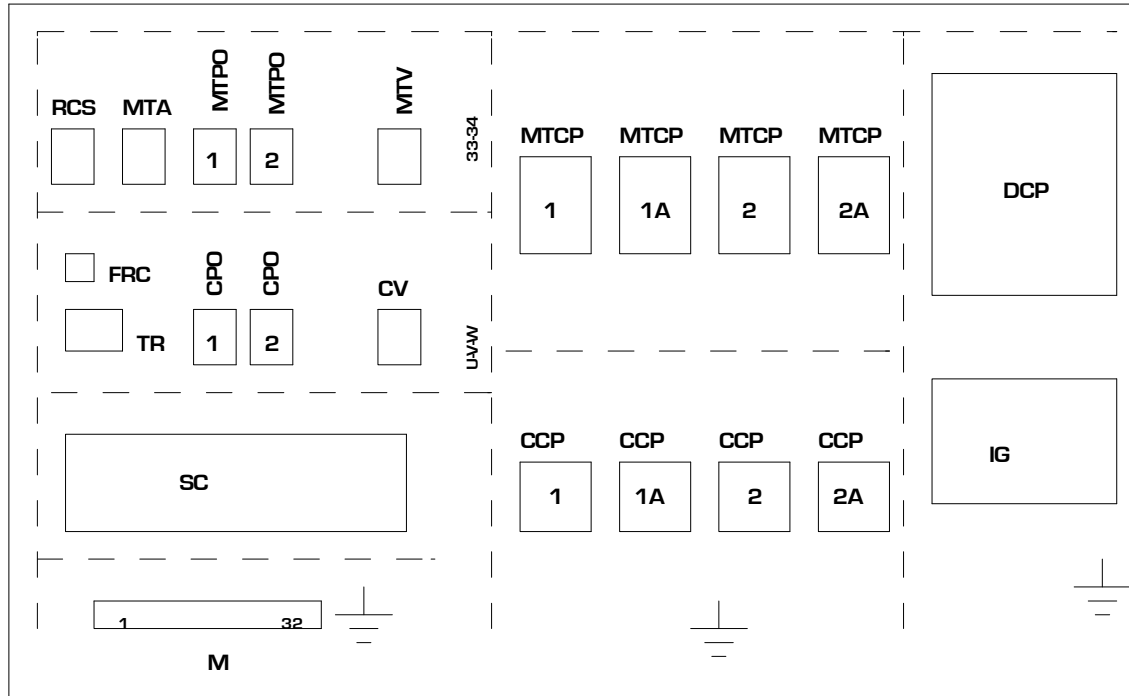 RCS MTA MTPO MTPO MTV
1 2
33-34
MTCP MTCP MTCP MTCP
1 1A 2 2A
DCP
FRC CPO CPO CV
TR 1 2
U-V-W
SC
CCP CCP CCP CCP
1 1A 2 2A
IG
1 32
M